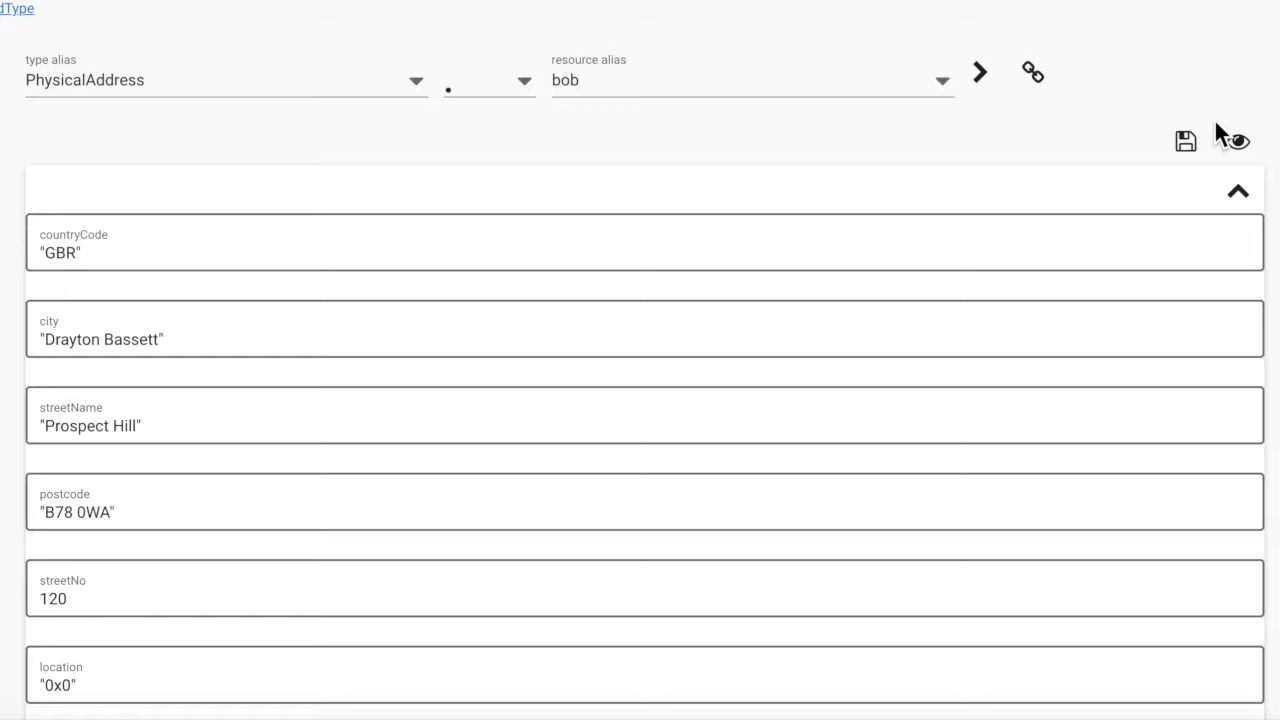 dType
type alias
PhysicalAddress
.
resource alias
bob
countryCode
"GBR"
city
"Drayton Bassett"
streetName
"Prospect Hill"
postcode
"B78 0WA"
streetNo
120
location
"0x0"